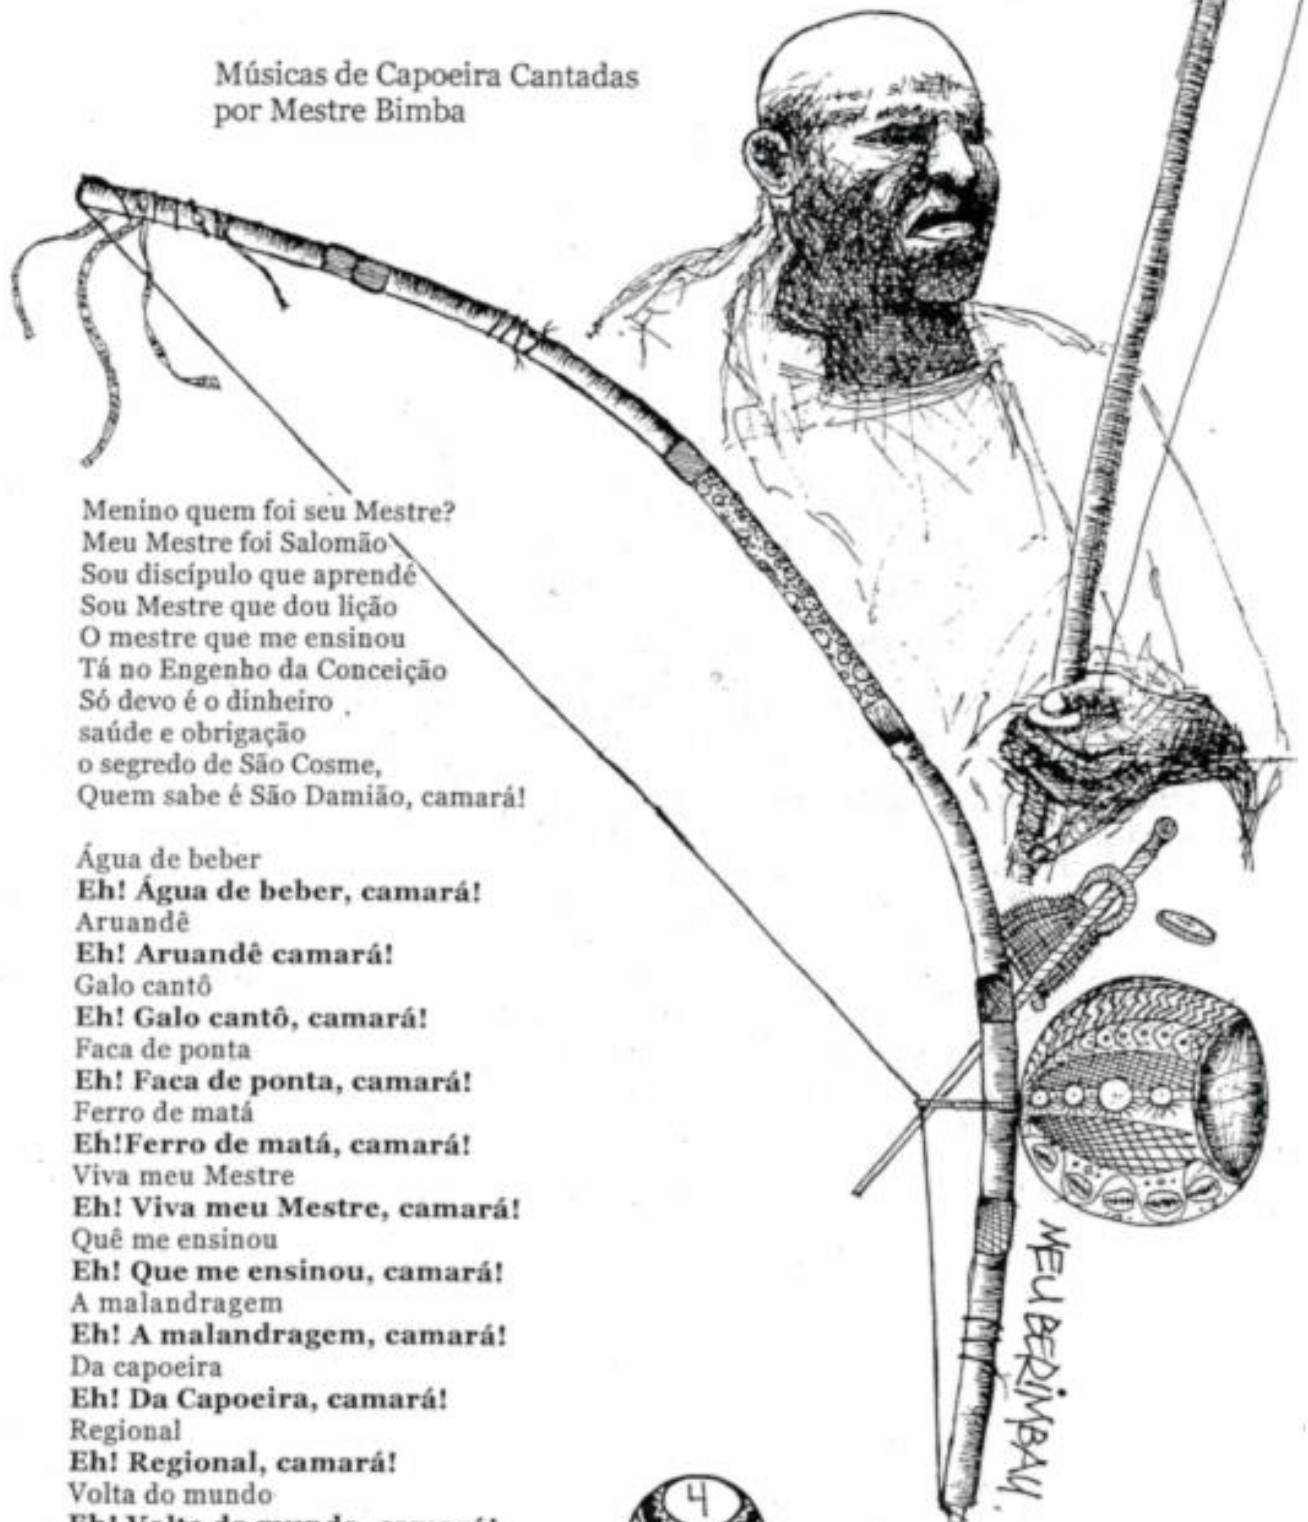 Músicas de Capoeira Cantadas
por Mestre Bimba
Menino quem foi seu Mestre?
Meu Mestre foi Salomão
Sou discípulo que aprendé
Sou Mestre que dou lição
O mestre que me ensinou
Tá no Engenho da Conceição
Só devo é o dinheiro
saúde e obrigação
o segredo de São Cosme,
Quem sabe é São Damião, camará!
Água de beber
Eh! Água de beber, camará!
Aruandê
Eh! Aruandê camará!
Galo cantô
Eh! Galo cantô, camará!
Faca de ponta
Eh! Faca de ponta, camará!
Ferro de matá
Eh!Ferro de matá, camará!
Viva meu Mestre
Eh! Viva meu Mestre, camará!
Quê me ensinou
Eh! Que me ensinou, camará!
A malandragem
Eh! A malandragem, camará!
Da capoeira
Eh! Da Capoeira, camará!
Regional
Eh! Regional, camará!
Volta do mundo
Eh! Volta do mundo, camará!
MEU BERIMBAU
4